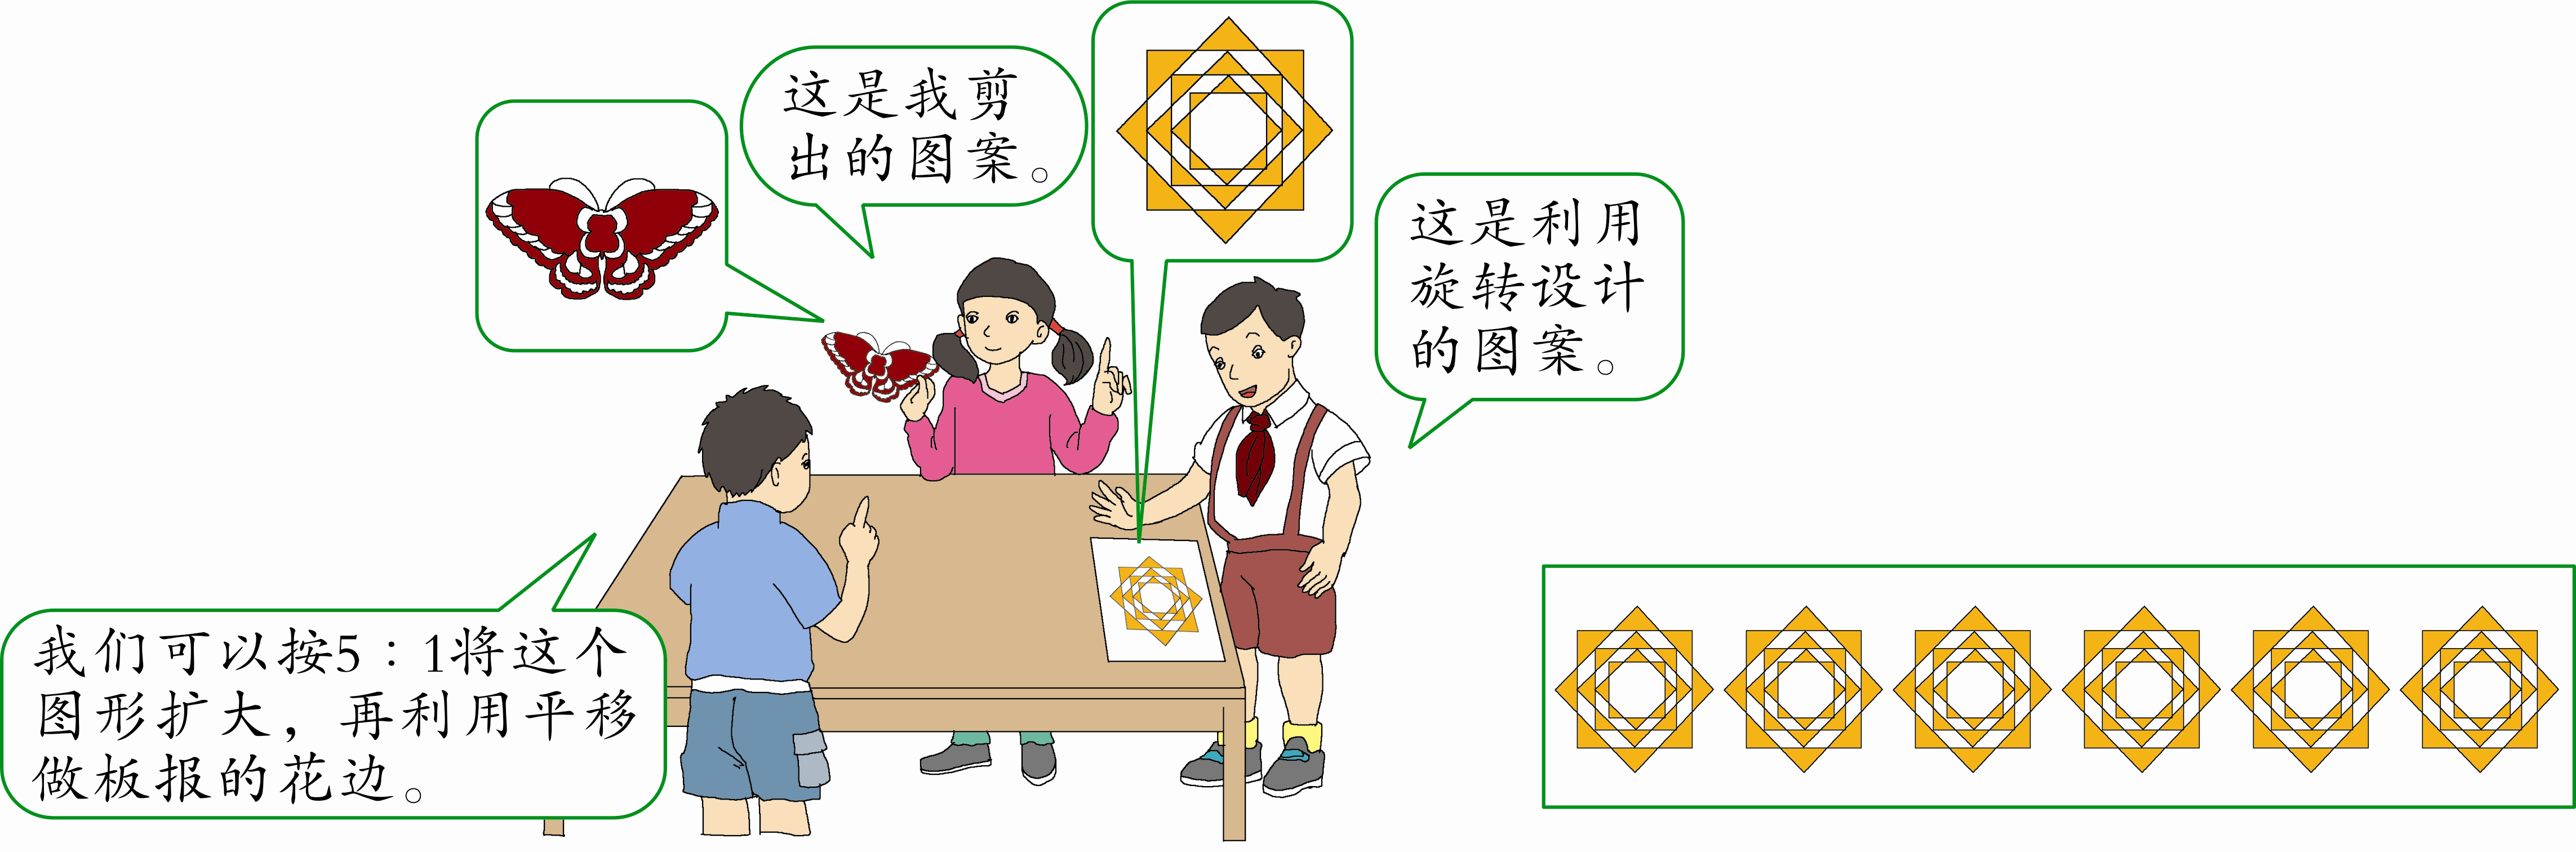 这是我剪
出的图案。
这是利用
旋转设计
的图案。
我们可以按5：1将这个
图形扩大，再利用平移
做板报的花边。